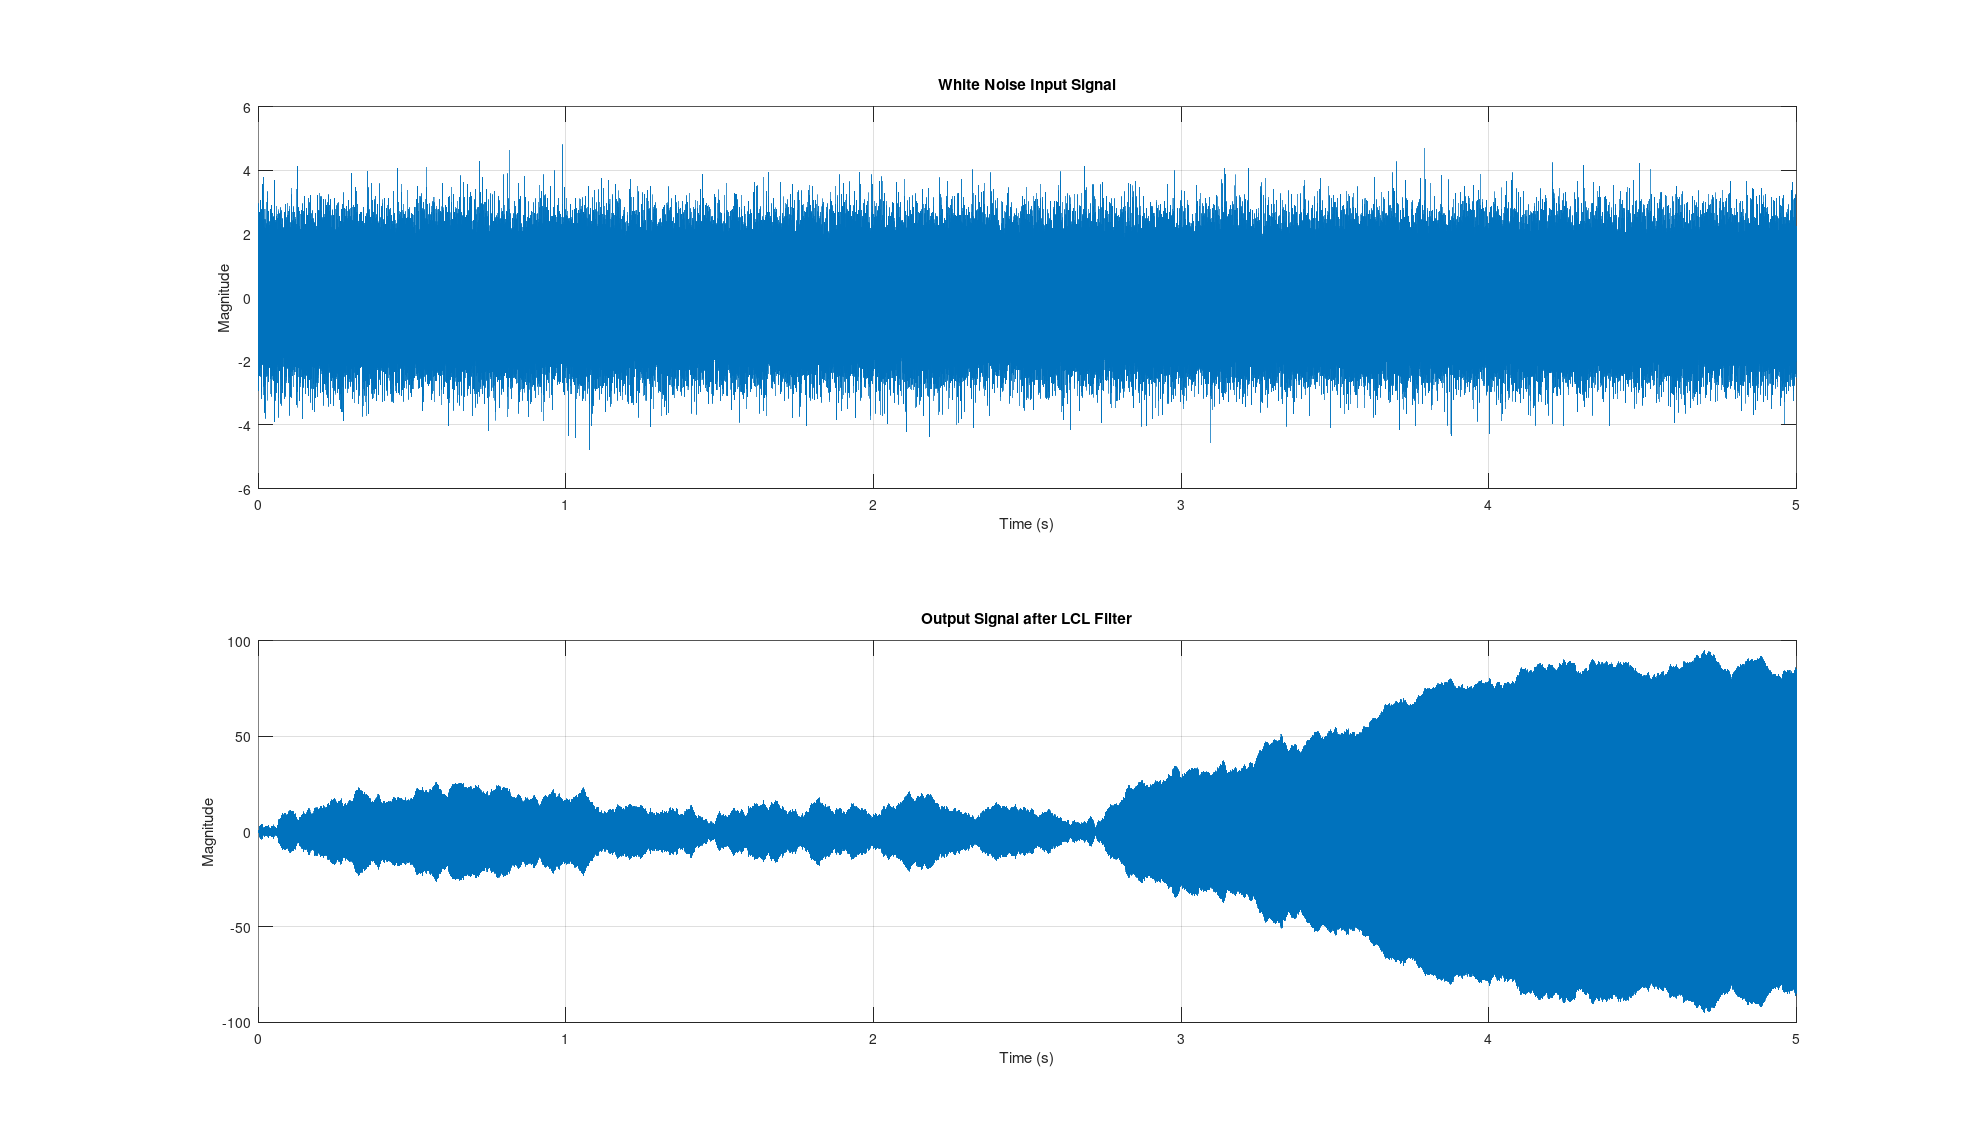 White Noise Input Signal
6
4
2
0
-2
-4
-6
Magnitude
0 1 2 3 4 5
Time (s)
Output Signal after LCL Filter
100
50
0
-50
-100
Magnitude
0 1 2 3 4 5
Time (s)